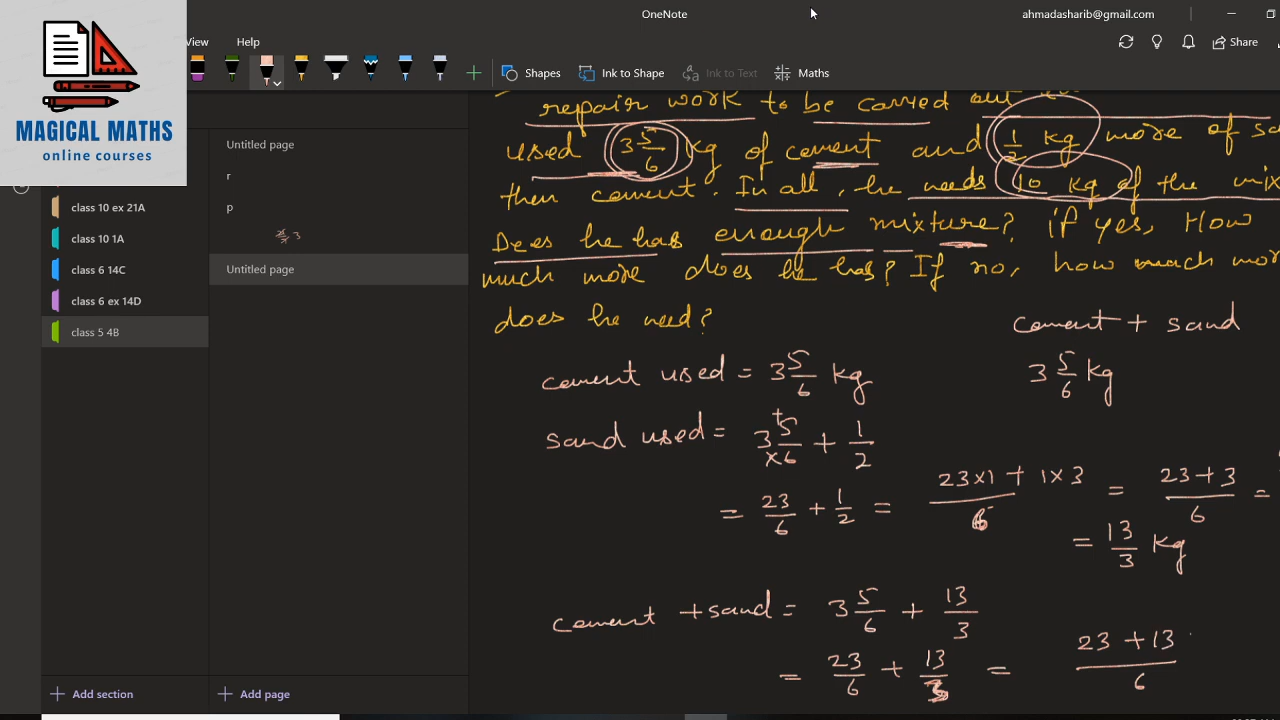 OneNote
ahmadasharib@gmail.com
MAGICAL MATHS
online courses
View Help
Share
Shapes
Ink to Shape
Ink to Text
Maths
Untitled page
r
p
3
Untitled page
class 10 ex 21A
class 10 1A
class 6 14C
class 6 ex 14D
class 5 4B
Add section
Add page
repair work to be carried out
used 3 5/6 kg of cement and 1/2 kg more of sa
then cement. In all, he needs 10 kg of the mix
Does he has enough mixture? if yes, How
much more does he has? If no, how much mor
does he need?
cement + sand
cement used = 3 5/6 kg
3 5/6 kg
sand used = 3 5/6 + 1/2
= 23/6 + 1/2 = 23×1 + 1×3 / 6 = 23+3 / 6 =
= 13/3 kg
cement + sand = 3 5/6 + 13/3
= 23/6 + 13/3 = 23 + 13 / 6